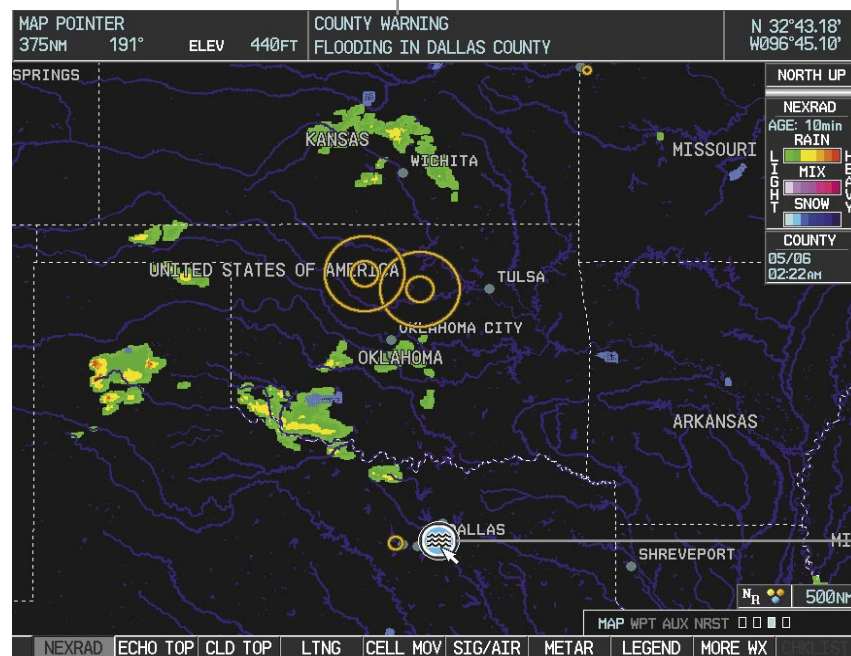 MAP POINTER
375NM 191° ELEV 440FT
COUNTY WARNING
FLOODING IN DALLAS COUNTY
N 32°43.18'
W096°45.10'
SPRINGS
NORTH UP
NEXRAD
AGE: 10min
RAIN
MIX
SNOW
LIGHT
HEAVY
COUNTY
05/06
02:22AM
KANSAS
WICHITA
MISSOURI
UNITED STATES OF AMERICA
TULSA
OKLAHOMA CITY
OKLAHOMA
ARKANSAS
DALLAS
SHREVEPORT
MI
NR
500NM
MAP WPT AUX NRST
NEXRAD ECHO TOP CLD TOP LTNG CELL MOV SIG/AIR METAR LEGEND MORE WX CHKLIST